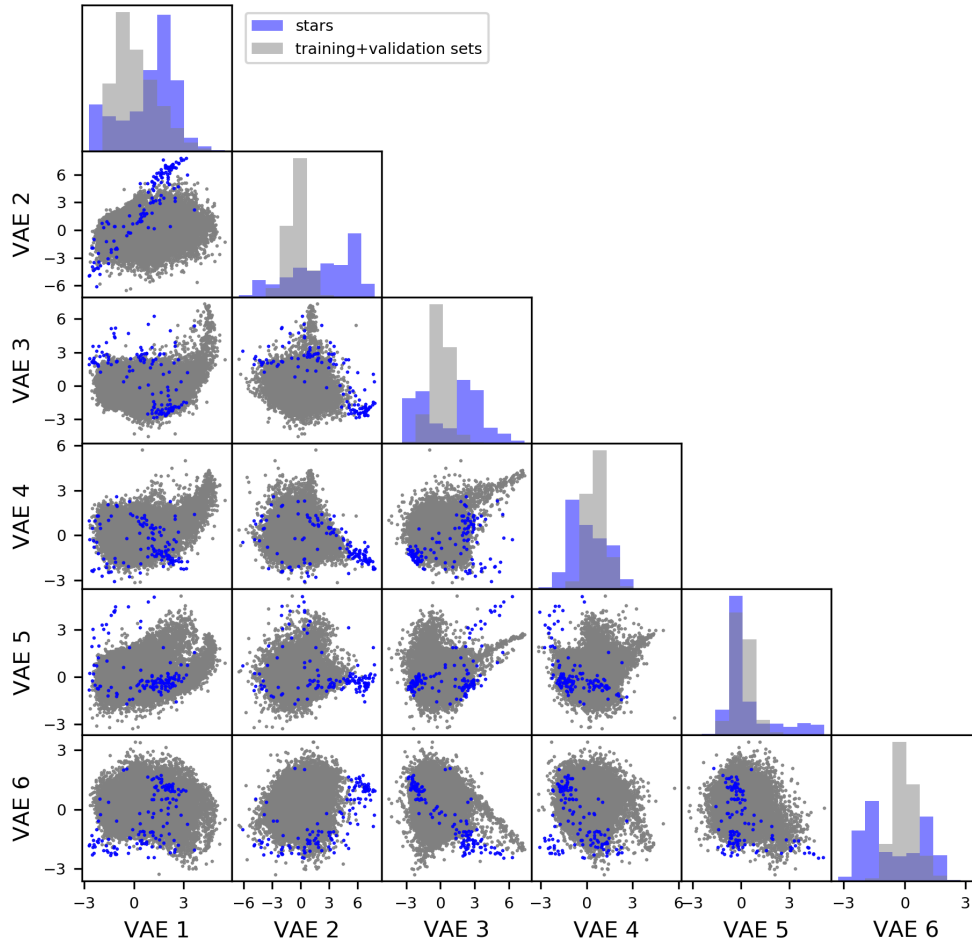 stars
training+validation sets
VAE 2
6
3
0
−3
−6
VAE 3
6
3
0
−3
VAE 4
6
3
0
−3
VAE 5
3
0
−3
VAE 6
3
0
−3
−3 0 3 −6 −3 0 3 6 −3 0 3 6 −3 0 3 6 −3 0 3 −3 0 3
VAE 1 VAE 2 VAE 3 VAE 4 VAE 5 VAE 6